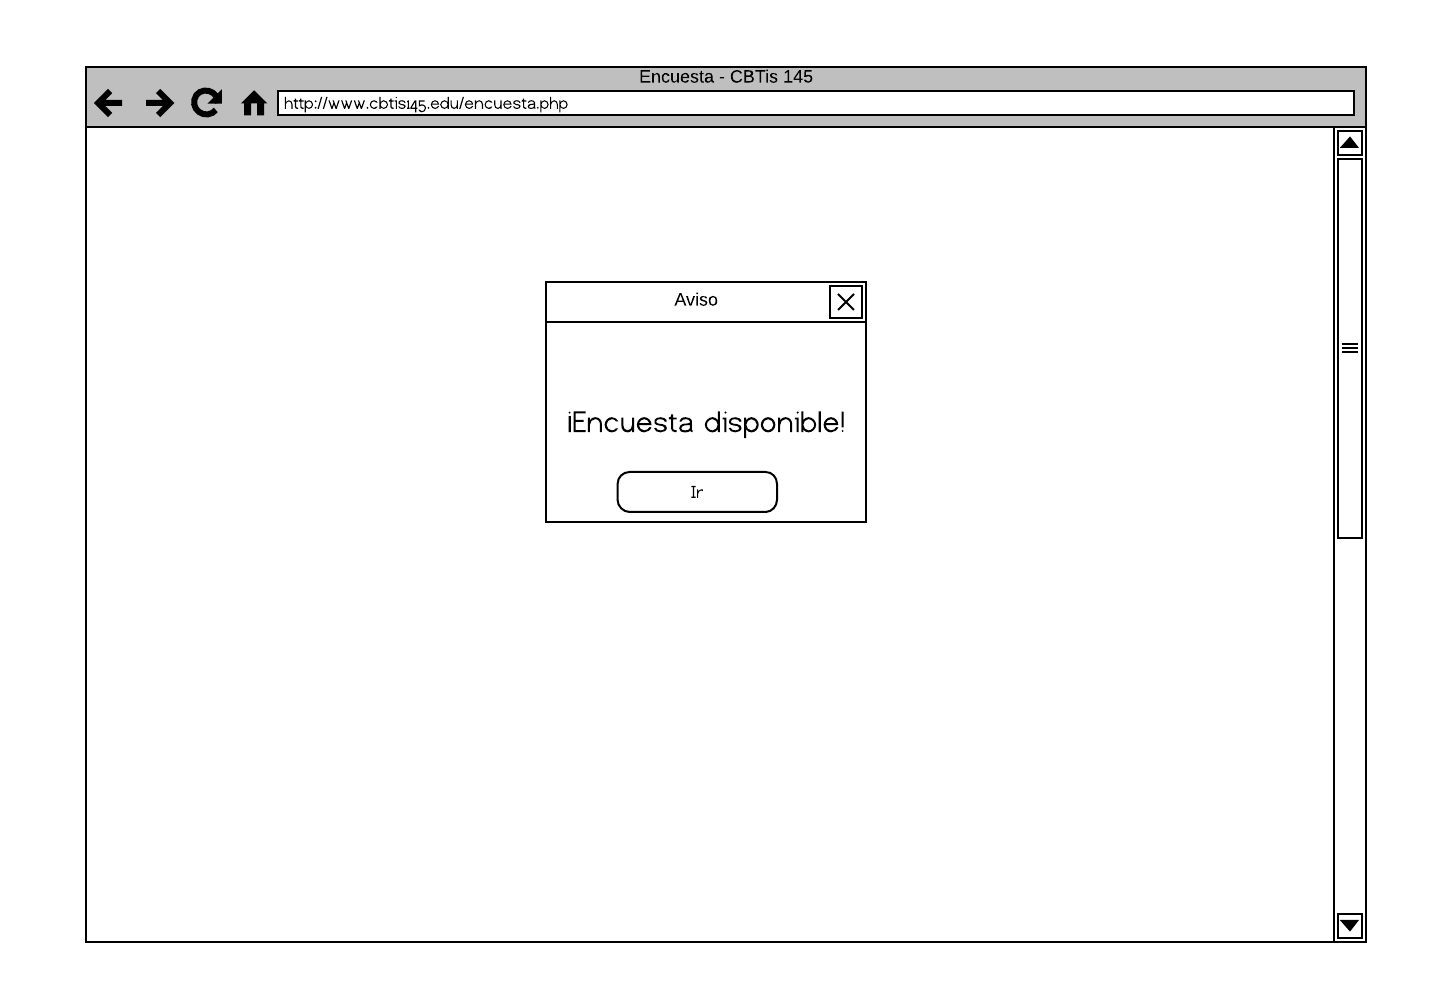 Encuesta - CBTis 145
http://www.cbtis145.edu/encuesta.php
Aviso
¡Encuesta disponible!
Ir